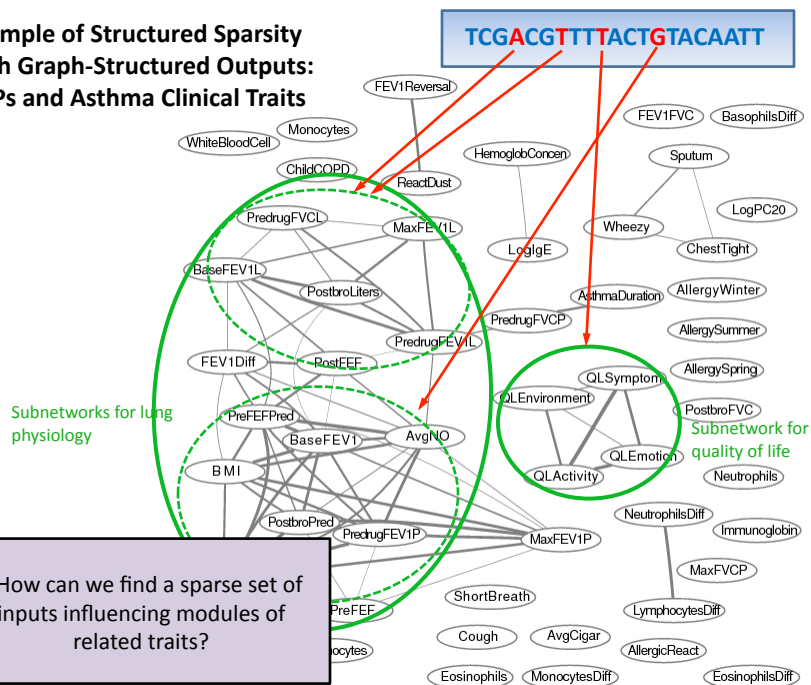 mple of Structured Sparsity
h Graph-Structured Outputs:
Ps and Asthma Clinical Traits
TCGACGTTTTACTGTACAATT
FEV1Reversal
FEV1FVC
BasophilsDiff
Monocytes
WhiteBloodCell
HemoglobConcen
Sputum
ChildCOPD
ReactDust
LogPC20
PredrugFVCL
MaxFEV1L
Wheezy
LogIgE
ChestTight
BaseFEV1L
PostbroLiters
AsthmaDuration
AllergyWinter
PredrugFVCP
AllergySummer
PredrugFEV1L
FEV1Diff
PostFEF
AllergySpring
QLSymptom
QLEnvironment
Subnetworks for lung
physiology
PreFEFPred
PostbroFVC
BaseFEV1
AvgNO
Subnetwork for
quality of life
QLEmotion
BMI
QLActivity
Neutrophils
PostbroPred
NeutrophilsDiff
PredrugFEV1P
Immunoglobin
MaxFEV1P
MaxFVCP
How can we find a sparse set of
inputs influencing modules of
related traits?
ShortBreath
PreFEF
LymphocytesDiff
Cough
AvgCigar
AllergicReact
ocytes
Eosinophils
MonocytesDiff
EosinophilsDiff